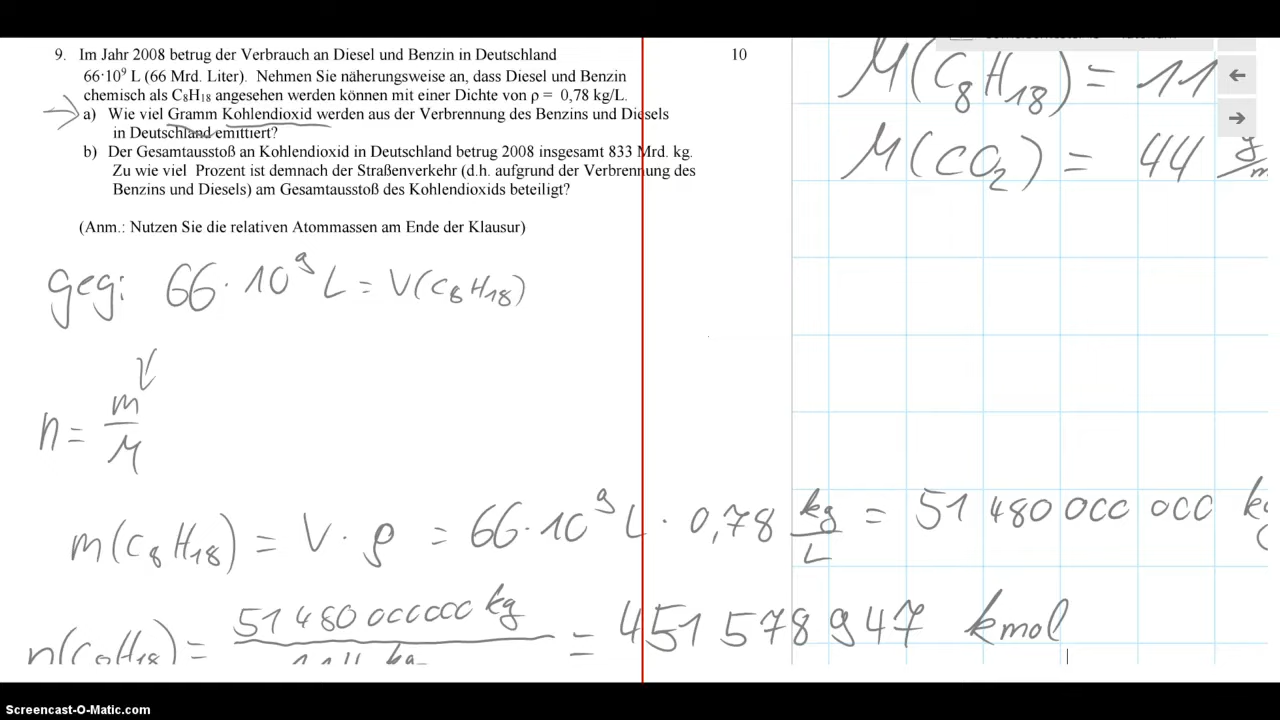 9. Im Jahr 2008 betrug der Verbrauch an Diesel und Benzin in Deutschland 10
66·10⁹ L (66 Mrd. Liter). Nehmen Sie näherungsweise an, dass Diesel und Benzin
chemisch als C₈H₁₈ angesehen werden können mit einer Dichte von ρ = 0,78 kg/L.
a) Wie viel Gramm Kohlendioxid werden aus der Verbrennung des Benzins und Diesels
in Deutschland emittiert?
b) Der Gesamtausstoß an Kohlendioxid in Deutschland betrug 2008 insgesamt 833 Mrd. kg.
Zu wie viel Prozent ist demnach der Straßenverkehr (d.h. aufgrund der Verbrennung des
Benzins und Diesels) am Gesamtausstoß des Kohlendioxids beteiligt?
(Anm.: Nutzen Sie die relativen Atommassen am Ende der Klausur)
M(C₈H₁₈) = 11
M(CO₂) = 44 g/m
geg: 66·10⁹ L = V(C₈H₁₈)
n = m/M
m(C₈H₁₈) = V · ρ = 66·10⁹ L · 0,78 kg/L = 51 480 000 000 kg
n(C₈H₁₈) = 51 480 000 000 kg = 451 578 947 kmol
Screencast-O-Matic.com